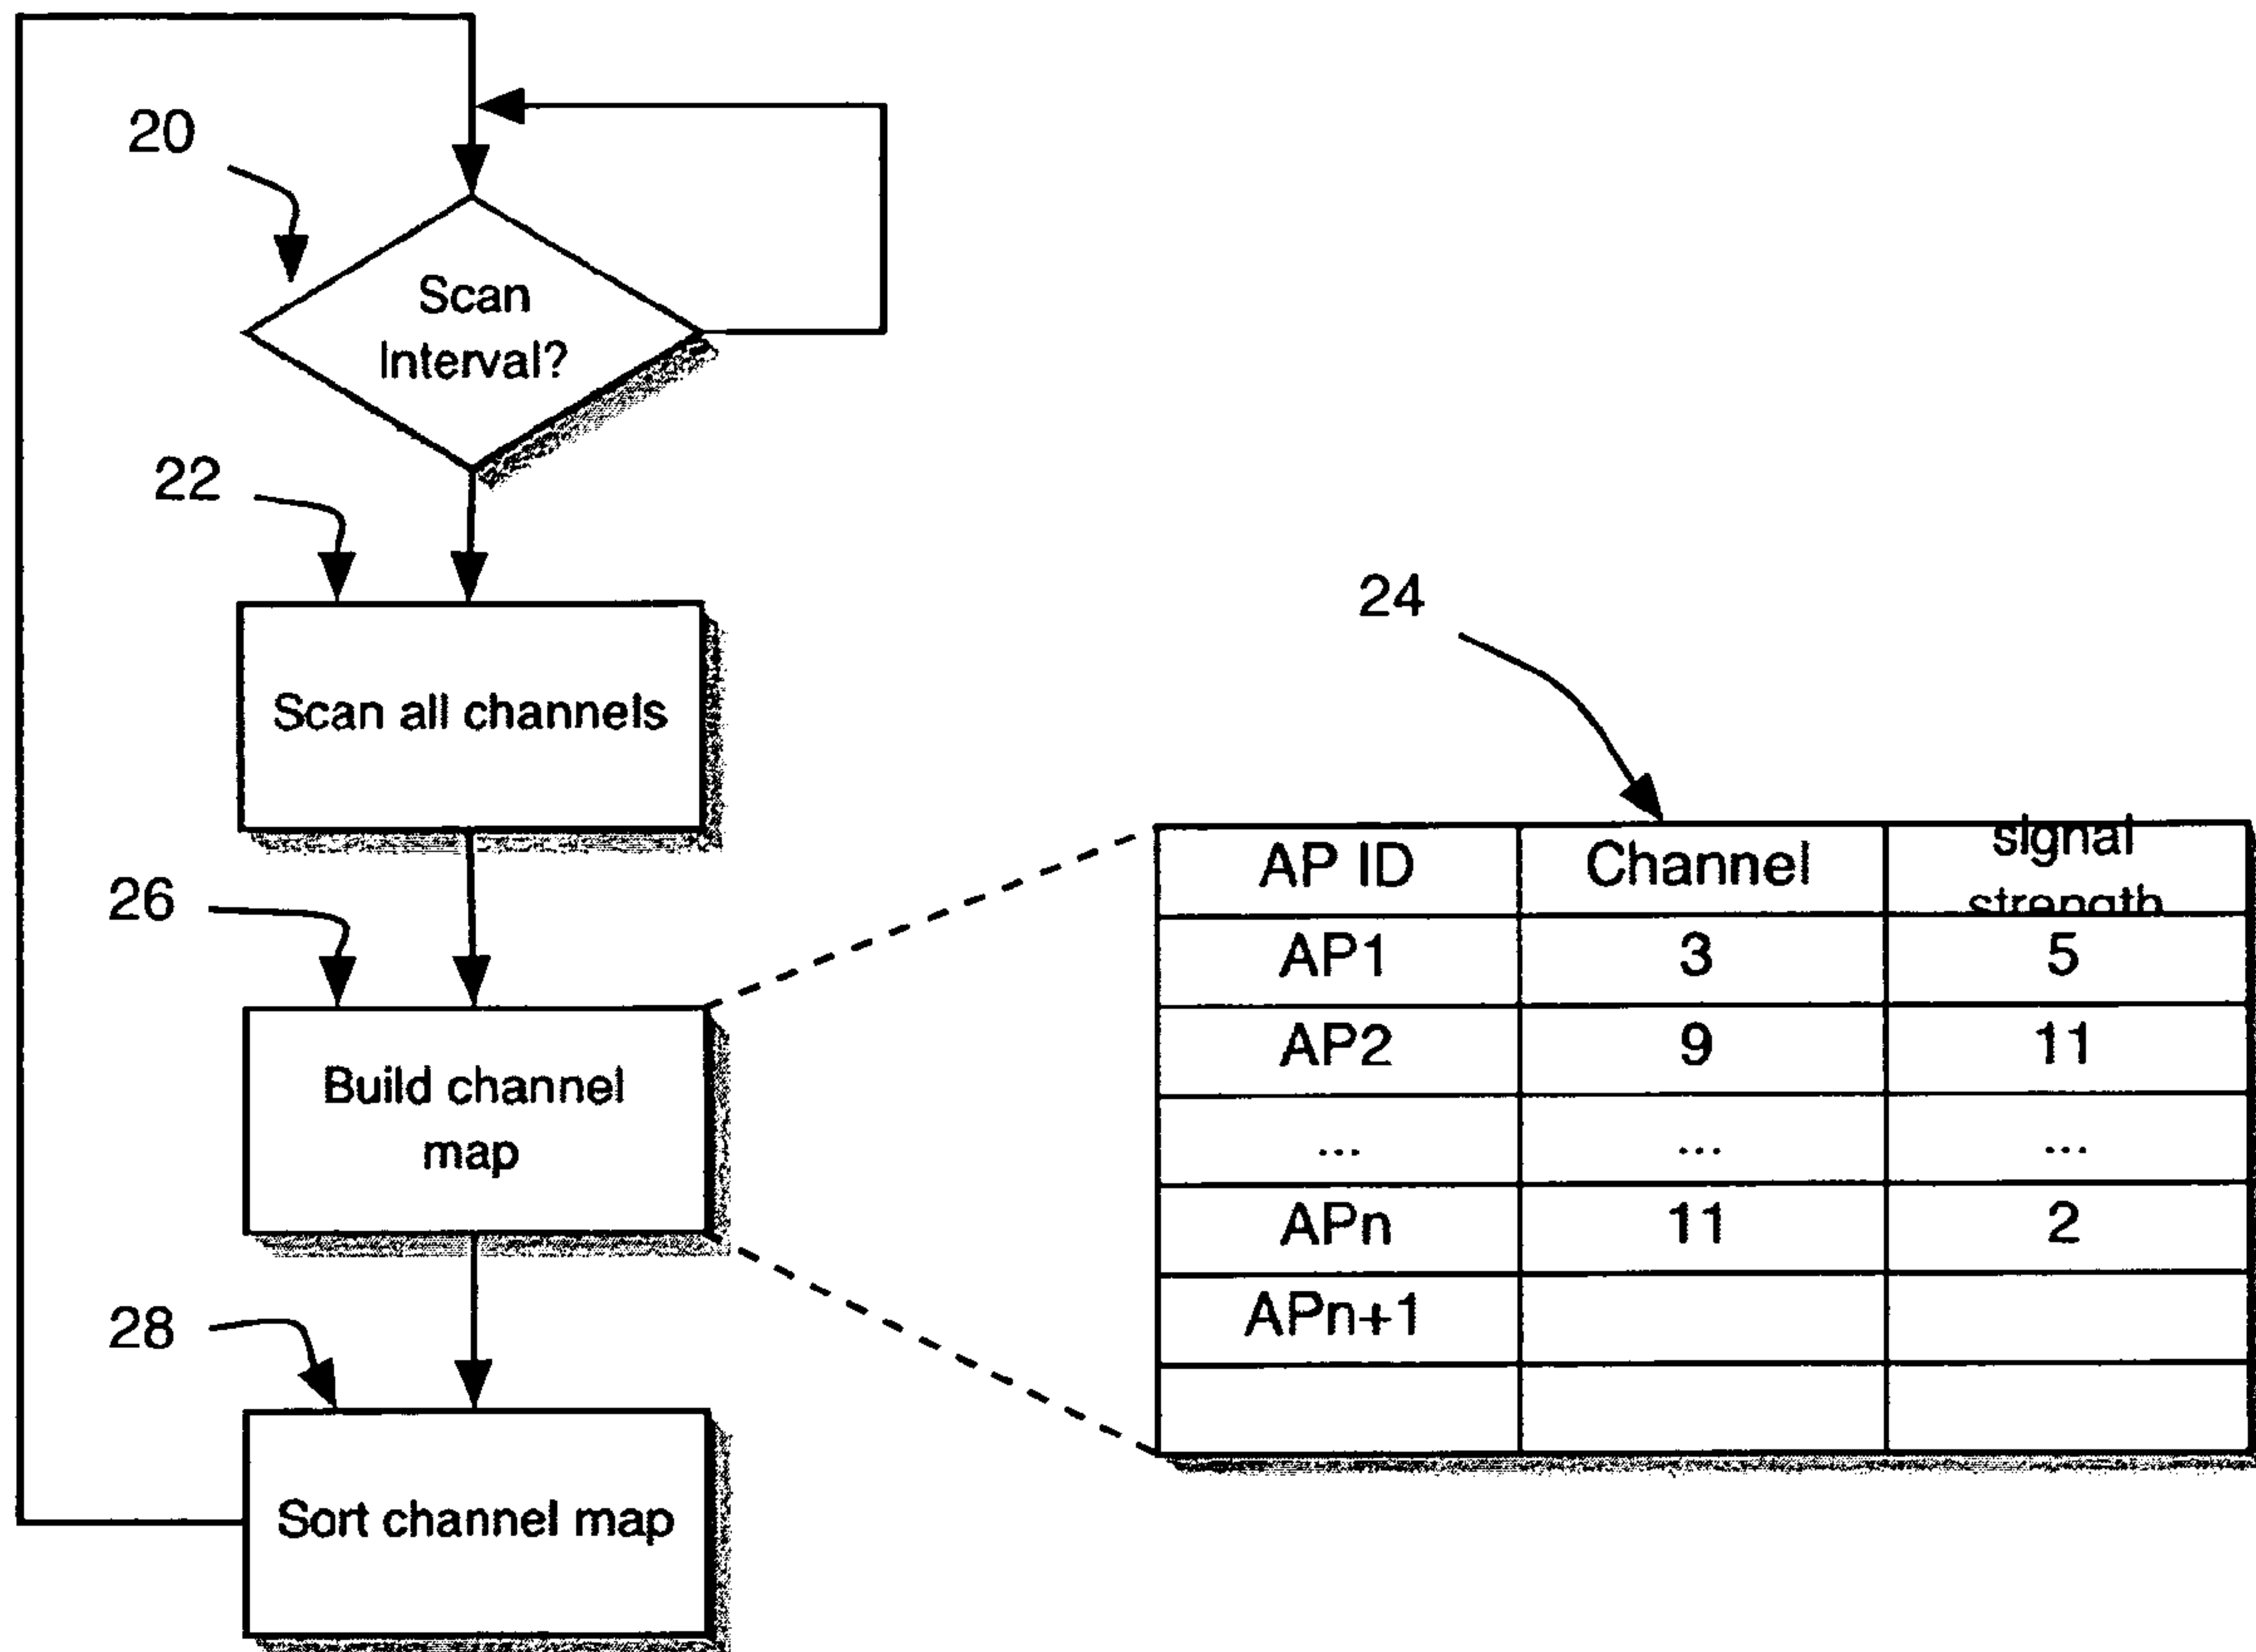 20
Scan
Interval?
22
Scan all channels
26
Build channel
map
28
Sort channel map
24
AP ID Channel signal
strength
AP1 3 5
AP2 9 11
... ... ...
APn 11 2
APn+1